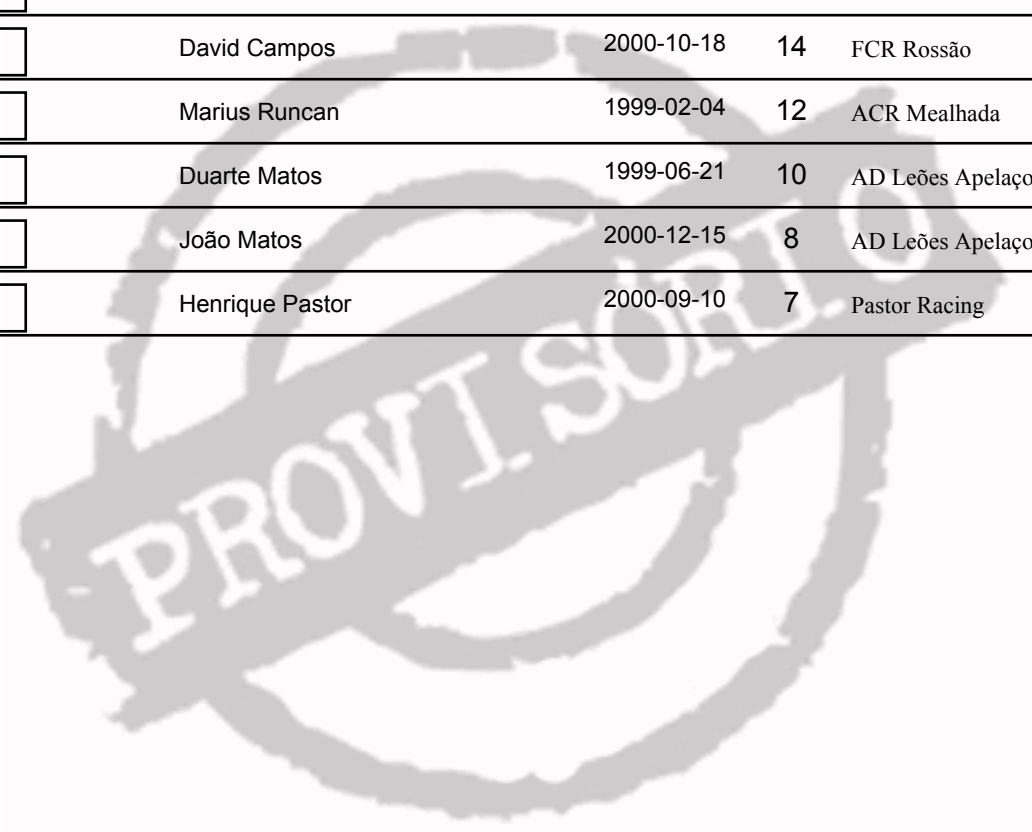 David Campos 2000-10-18 14 FCR Rossão
Marius Runcan 1999-02-04 12 ACR Mealhada
Duarte Matos 1999-06-21 10 AD Leões Apelaço
João Matos 2000-12-15 8 AD Leões Apelaço
Henrique Pastor 2000-09-10 7 Pastor Racing
PROVISÓRIO